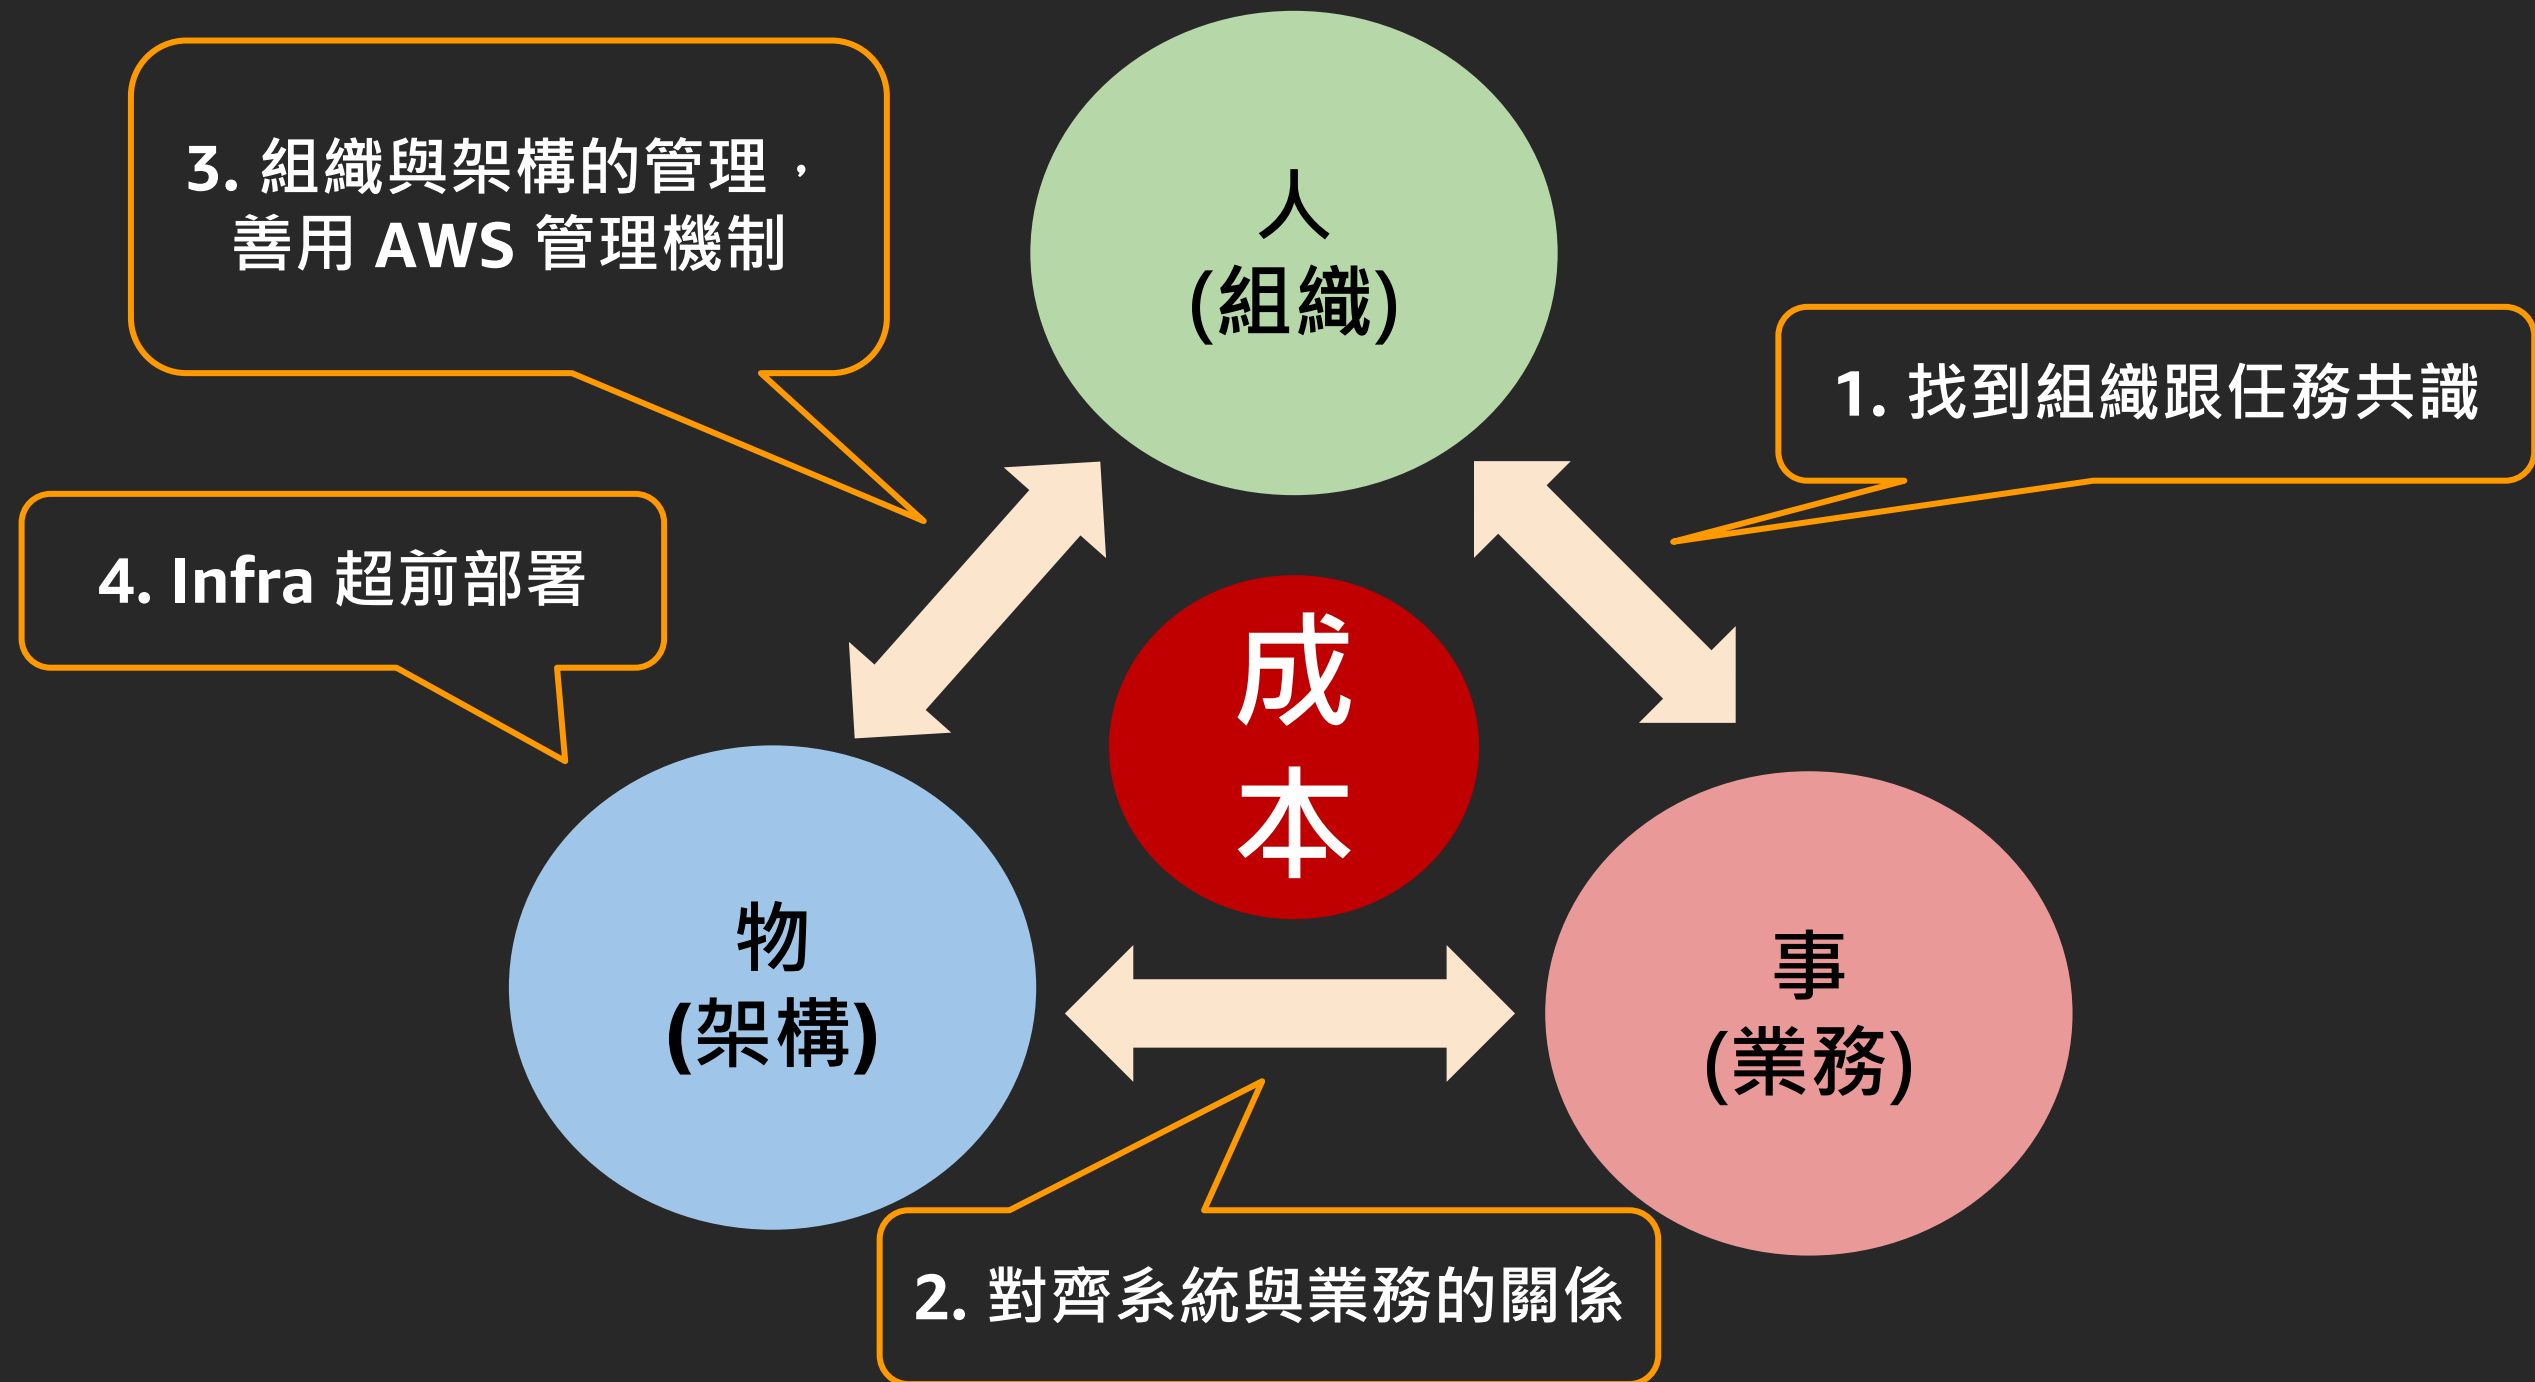 人
(組織)
3. 組織與架構的管理，
善用 AWS 管理機制
1. 找到組織跟任務共識
4. Infra 超前部署
成
本
物
(架構)
事
(業務)
2. 對齊系統與業務的關係